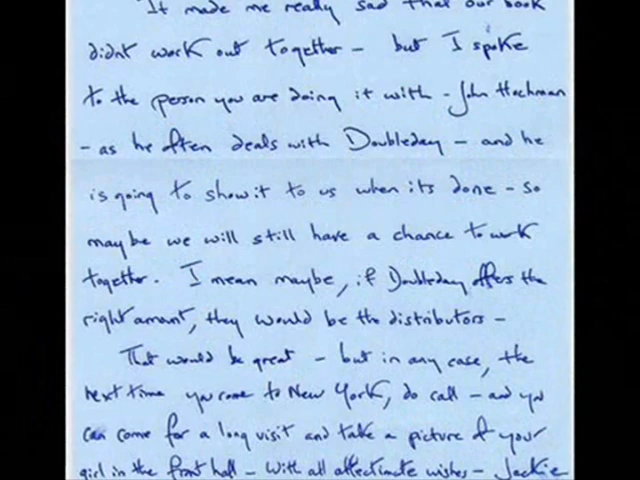 It made me really sad that our book
didnt work out together – but I spoke
to the person you are doing it with – John Hochman
– as he often deals with Doubleday – and he
is going to show it to us when its done – so
maybe we will still have a chance to work
together. I mean maybe, if Doubleday offers the
right amount, they would be the distributors –
That would be great – but in any case, the
next time you come to New York, do call – and you
can come for a long visit and take a picture of your
girl in the front hall – With all affectionate wishes – Jackie